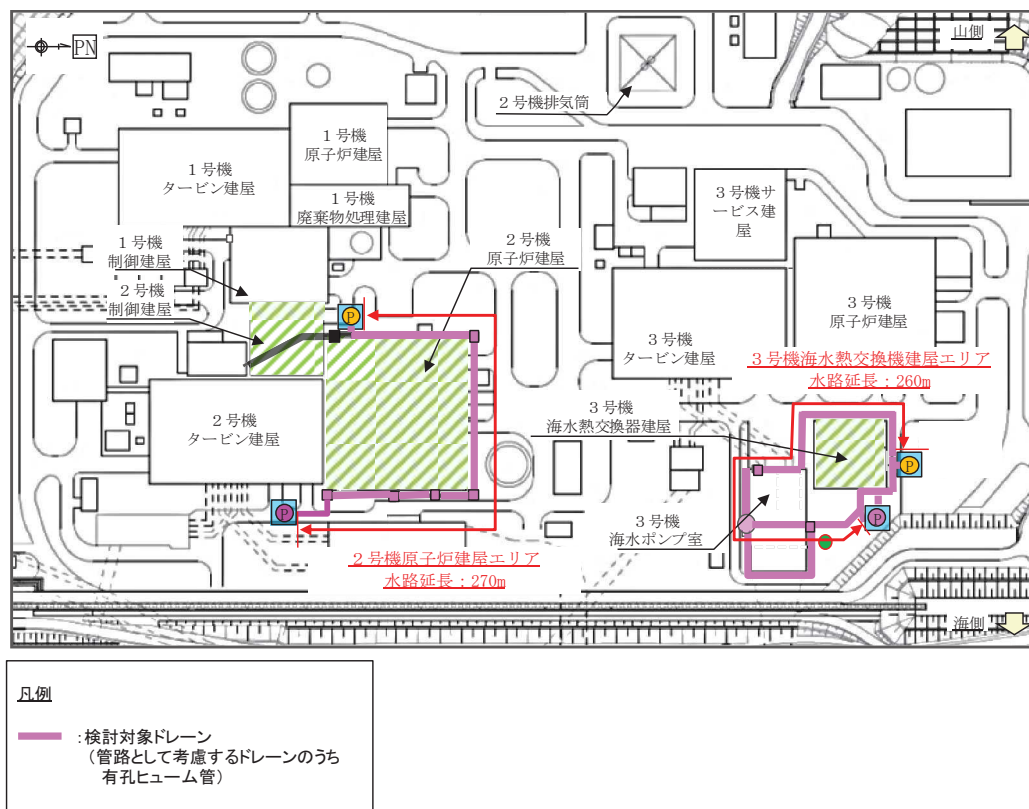 PN
山側
2号機排気筒
1号機
原子炉建屋
1号機
タービン建屋
1号機
廃棄物処理建屋
3号機サ
ービス建
屋
1号機
制御建屋
2号機
原子炉建屋
2号機
制御建屋
P
3号機
タービン建屋
3号機
原子炉建屋
3号機海水熱交換機建屋エリア
水路延長:260m
2号機
タービン建屋
3号機
海水熱交換器建屋
P
P
P
3号機
海水ポンプ室
2号機原子炉建屋エリア
水路延長:270m
海側
凡例
:検討対象ドレーン
(管路として考慮するドレーンのうち
有孔ヒューム管)